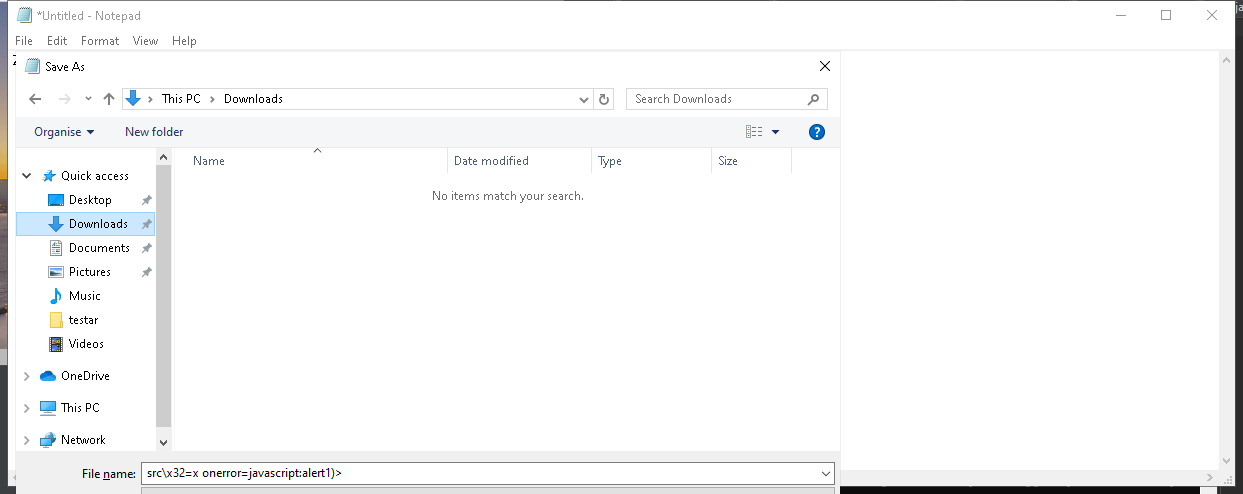 *Untitled - Notepad
File Edit Format View Help
Save As
This PC Downloads
Search Downloads
Organise New folder
?
Name Date modified Type Size
No items match your search.
Quick access
Desktop
Downloads
Documents
Pictures
Music
testar
Videos
OneDrive
This PC
Network
File name: src\x32=x onerror=javascript:alert1)>